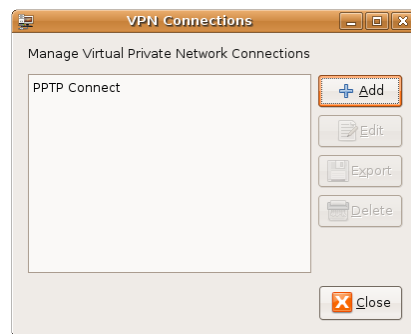 VPN Connections
Manage Virtual Private Network Connections
PPTP Connect
Add
Edit
Export
Delete
Close